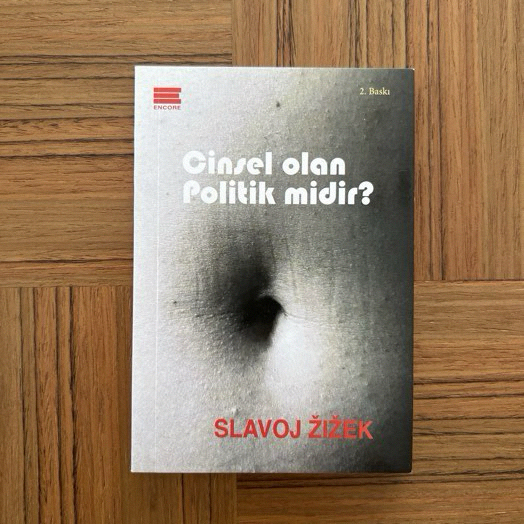 ENCORE
2. Baskı
Cinsel olan
Politik midir?
SLAVOJ ŽIŽEK